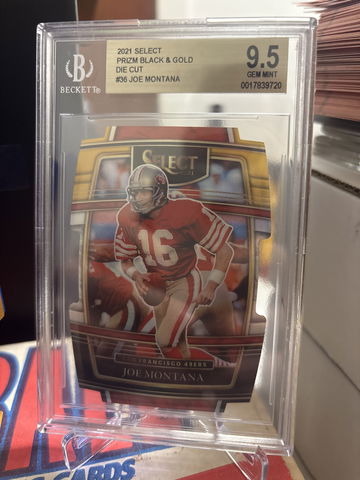 BECKETT®
2021 SELECT
PRIZM BLACK & GOLD
DIE CUT
#36 JOE MONTANA
9.5
GEM MINT
0017839720
SELECT
16
FRANCISCO 49ERS
JOE MONTANA
CARDS